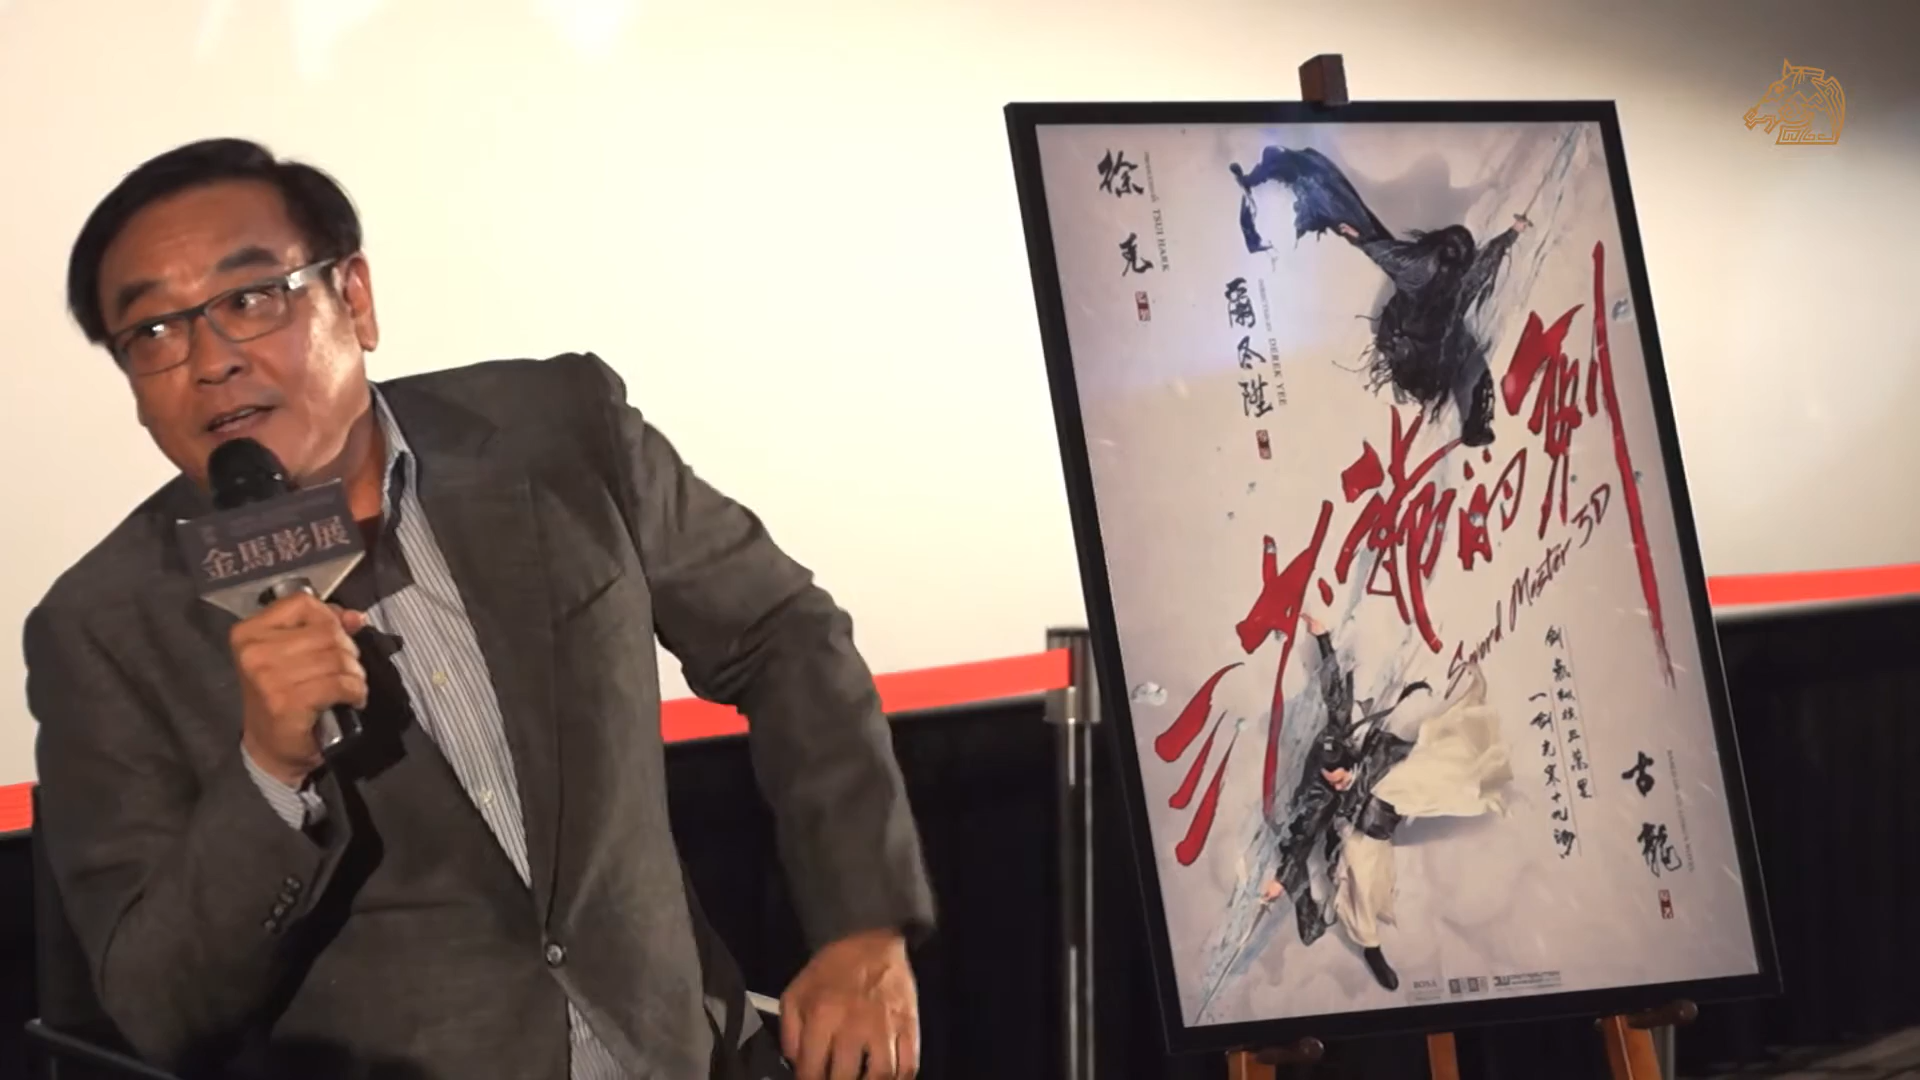 金馬影展
徐克
TSUI HARK
爾冬陞
DEREK YEE
三少爺的劍
Sword Master 3D
劍氣縱橫三萬里
一劍光寒十九洲
古龍
BONA